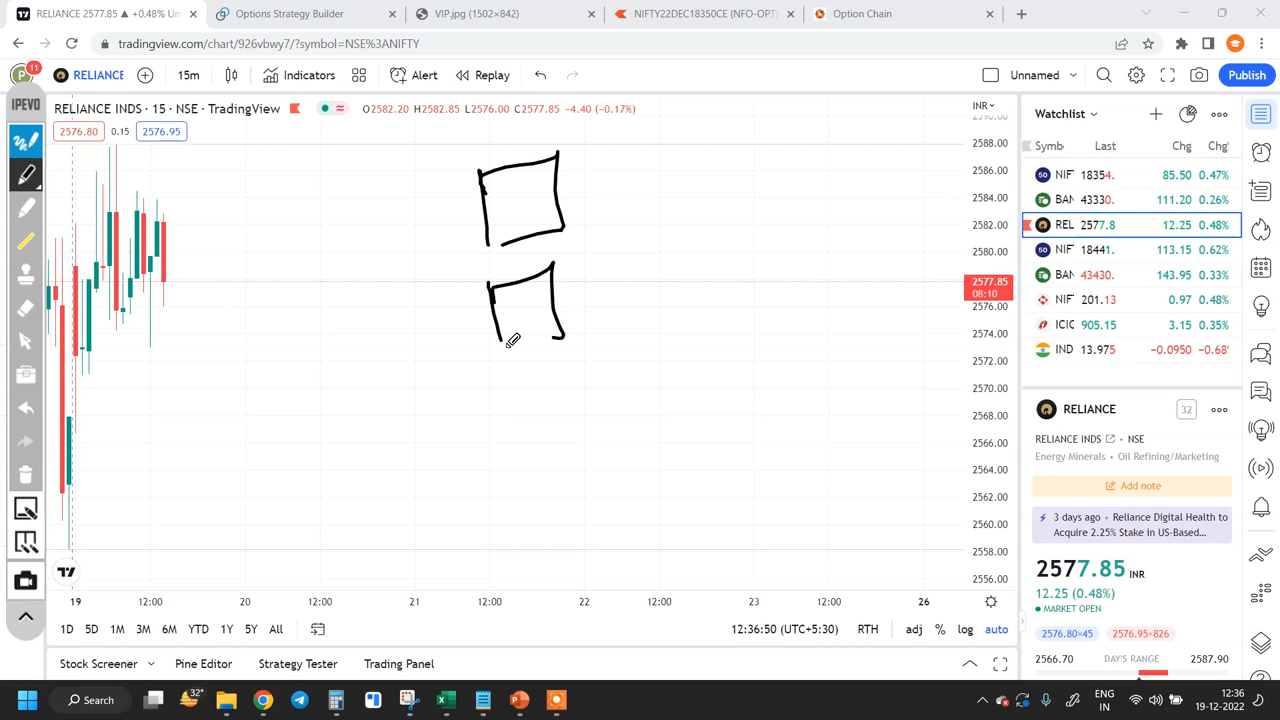 RELIANCE 2577.85 ▲ +0.48% Un
Options Strategy Builder
VIP.jpg (1502×842)
NIFTY22DEC18350CE (NFO-OPT
Option Chain
tradingview.com/chart/926vbwy7/?symbol=NSE%3ANIFTY
P
11
RELIANCE
15m
Indicators
Alert
Replay
Unnamed
Publish
IPEVO
RELIANCE INDS · 15 · NSE · TradingView
O2582.20 H2582.85 L2576.00 C2577.85 −4.40 (−0.17%)
2576.80
0.15
2576.95
INR
2590.00
2588.00
2586.00
2584.00
2582.00
2580.00
2577.85
08:10
2576.00
2574.00
2572.00
2570.00
2568.00
2566.00
2564.00
2562.00
2560.00
2558.00
2556.00
19
12:00
20
12:00
21
12:00
22
12:00
23
12:00
26
1D 5D 1M 3M 6M YTD 1Y 5Y All
12:36:50 (UTC+5:30)
RTH
adj
%
log
auto
Stock Screener
Pine Editor
Strategy Tester
Trading Panel
Watchlist
Symb Last Chg Chg
50 NIF 18354. 85.50 0.47%
BAN 43330. 111.20 0.26%
REL 2577.8 12.25 0.48%
50 NIF 18441. 113.15 0.62%
BAN 43430. 143.95 0.33%
NIF 201.13 0.97 0.48%
ICIC 905.15 3.15 0.35%
IND 13.975 −0.0950 −0.68
RELIANCE
32
RELIANCE INDS · NSE
Energy Minerals · Oil Refining/Marketing
Add note
3 days ago · Reliance Digital Health to
Acquire 2.25% Stake in US-Based...
2577.85 INR
12.25 (0.48%)
MARKET OPEN
2576.80×45
2576.95×826
2566.70 DAY'S RANGE 2587.90
Search
32°
ENG
IN
12:36
19-12-2022